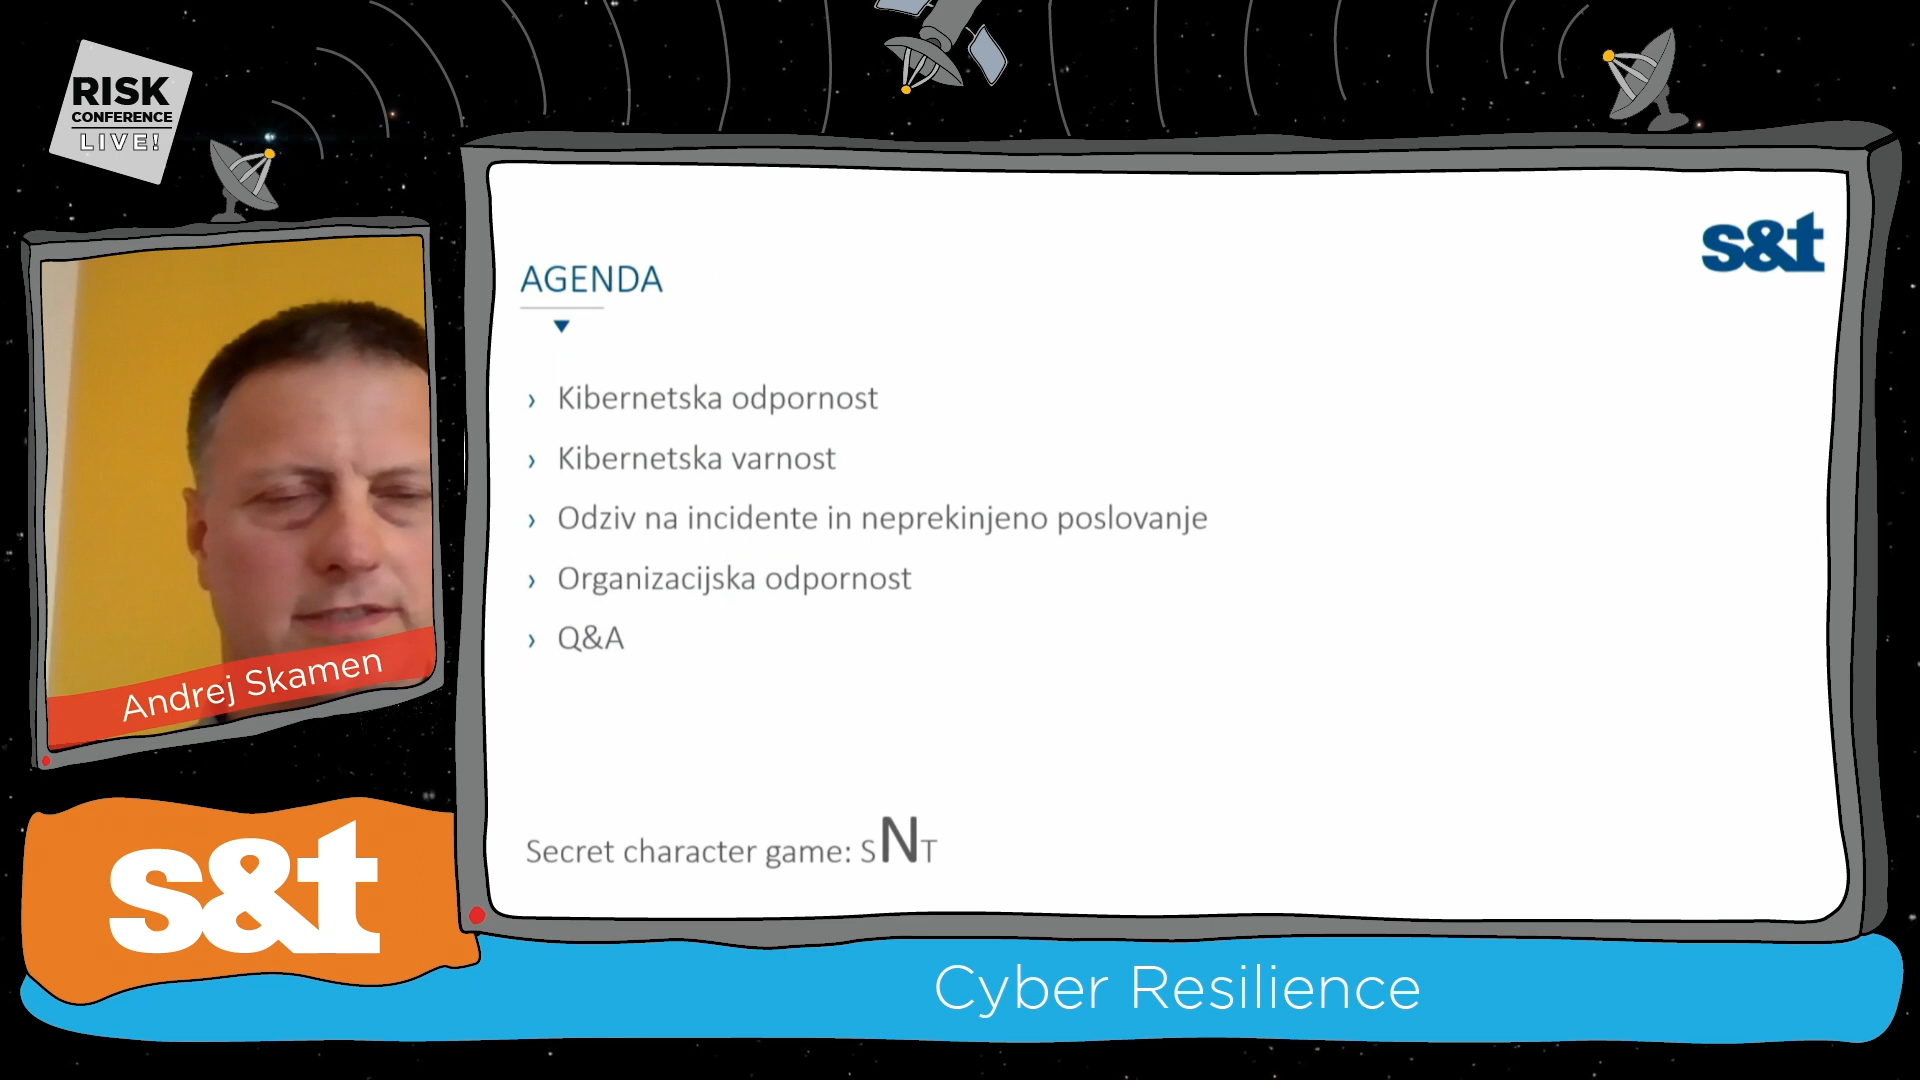 RISK
CONFERENCE
LIVE!
s&t
AGENDA
› Kibernetska odpornost
› Kibernetska varnost
› Odziv na incidente in neprekinjeno poslovanje
› Organizacijska odpornost
› Q&A
Secret character game: SNT
Andrej Skamen
s&t
Cyber Resilience